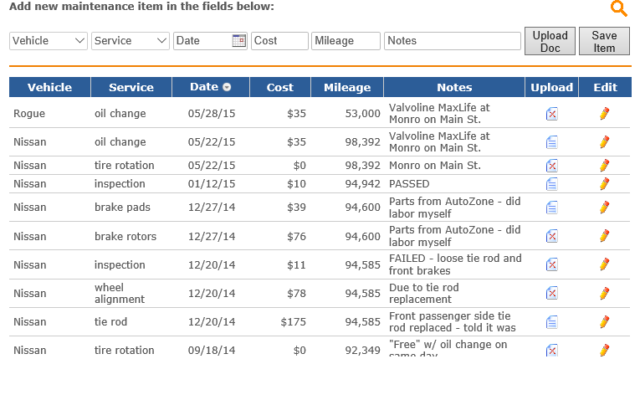 Add new maintenance item in the fields below:
Vehicle Service Date Cost Mileage Notes Upload Doc Save Item
Vehicle Service Date Cost Mileage Notes Upload Edit
Rogue oil change 05/28/15 $35 53,000 Valvoline MaxLife at
Monro on Main St.
Nissan oil change 05/22/15 $35 98,392 Valvoline MaxLife at
Monro on Main St.
Nissan tire rotation 05/22/15 $0 98,392 Monro on Main St.
Nissan inspection 01/12/15 $10 94,942 PASSED
Nissan brake pads 12/27/14 $39 94,600 Parts from AutoZone - did
labor myself
Nissan brake rotors 12/27/14 $76 94,600 Parts from AutoZone - did
labor myself
Nissan inspection 12/20/14 $11 94,585 FAILED - loose tie rod and
front brakes
Nissan wheel alignment 12/20/14 $78 94,585 Due to tie rod
replacement
Nissan tie rod 12/20/14 $175 94,585 Front passenger side tie
rod replaced - told it was
Nissan tire rotation 09/18/14 $0 92,349 "Free" w/ oil change on
same day